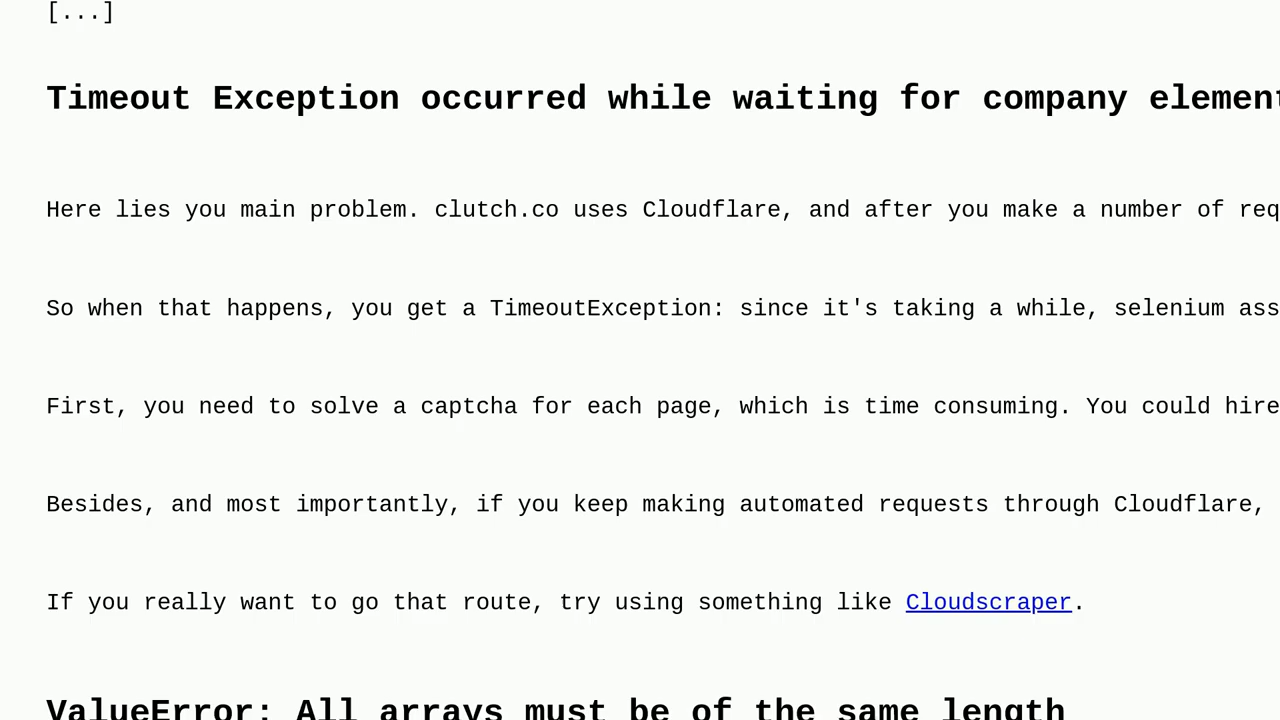 [...]
Timeout Exception occurred while waiting for company element
Here lies you main problem. clutch.co uses Cloudflare, and after you make a number of req
So when that happens, you get a TimeoutException: since it's taking a while, selenium ass
First, you need to solve a captcha for each page, which is time consuming. You could hire
Besides, and most importantly, if you keep making automated requests through Cloudflare,
If you really want to go that route, try using something like Cloudscraper.
ValueError: All arrays must be of the same length